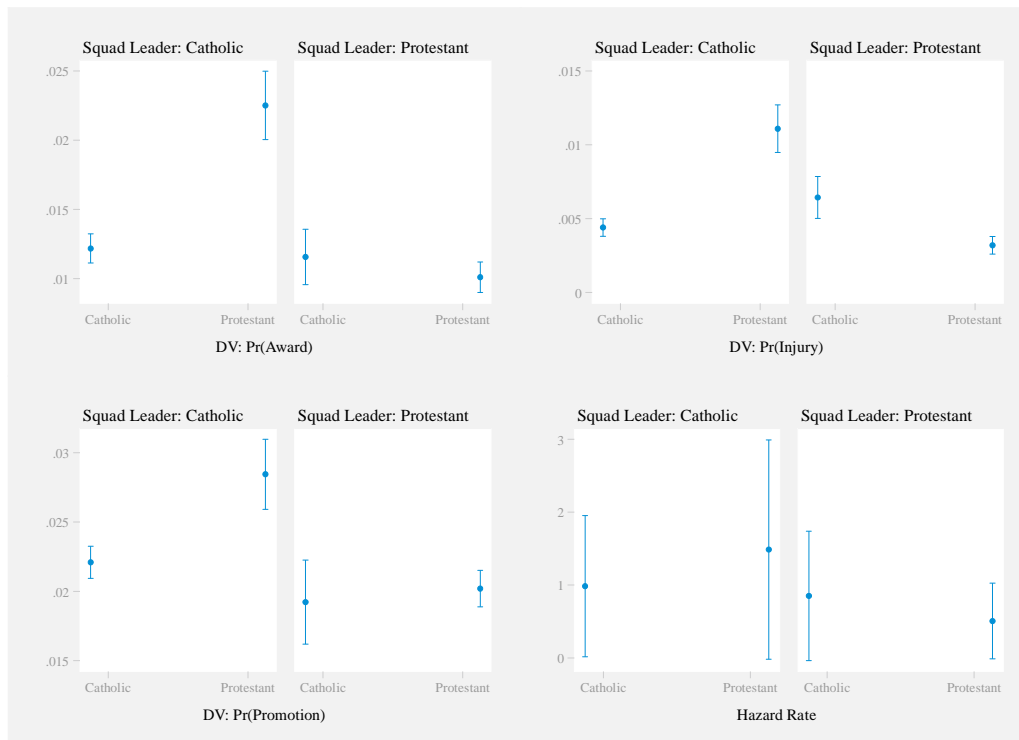 Squad Leader: Catholic Squad Leader: Protestant
.025
.02
.015
.01
Catholic Protestant Catholic Protestant
DV: Pr(Award)
Squad Leader: Catholic Squad Leader: Protestant
.015
.01
.005
0
Catholic Protestant Catholic Protestant
DV: Pr(Injury)
Squad Leader: Catholic Squad Leader: Protestant
.03
.025
.02
.015
Catholic Protestant Catholic Protestant
DV: Pr(Promotion)
Squad Leader: Catholic Squad Leader: Protestant
3
2
1
0
Catholic Protestant Catholic Protestant
Hazard Rate